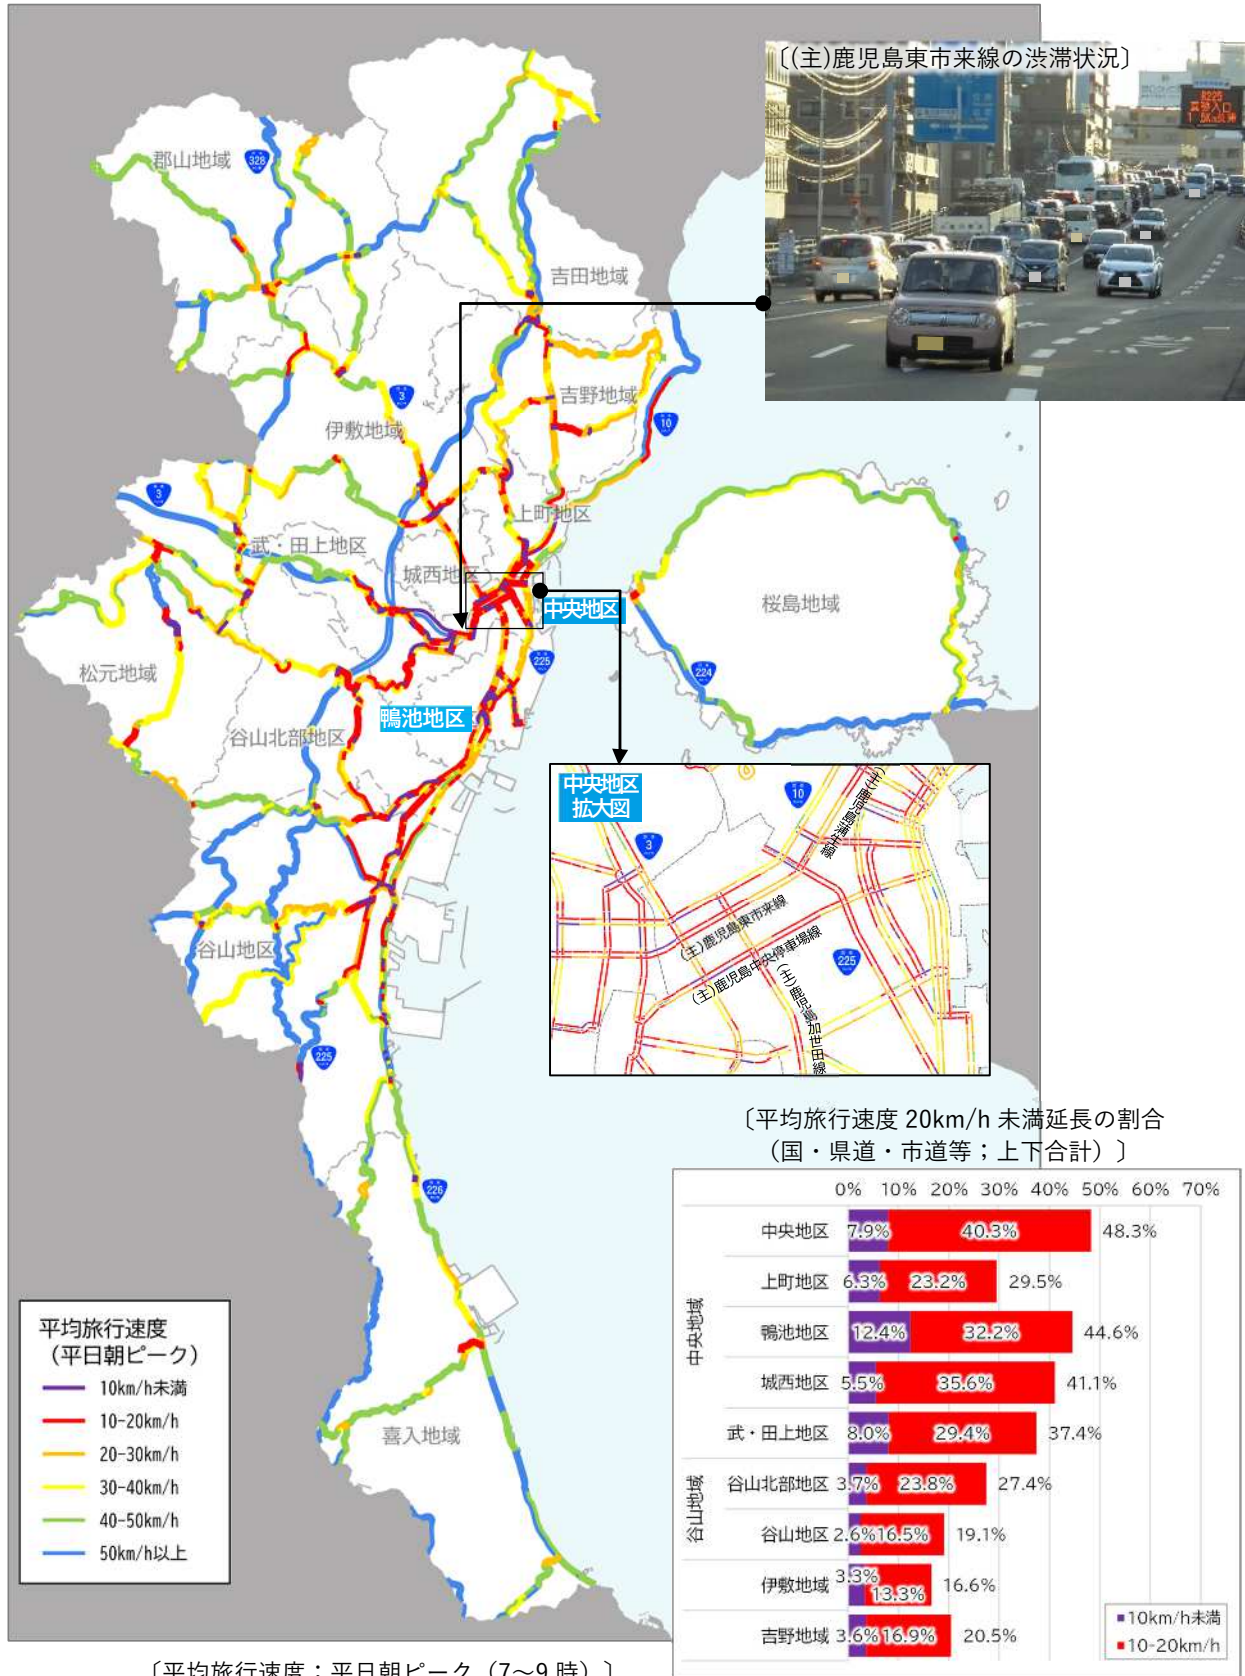 〔(主)鹿児島東市来線の渋滞状況〕
郡山地域
328
吉田地域
3
吉野地域
10
伊敷地域
3
上町地区
武・田上地区
城西地区
中央地区
桜島地域
225
224
松元地域
鴨池地区
谷山北部地区
中央地区
拡大図
10
(主)鹿児島蒲生線
3
(主)鹿児島東市来線
(主)鹿児島中央停車場線
225
(主)鹿児島加世田線
谷山地区
225
226
喜入地域
平均旅行速度
(平日朝ピーク)
10km/h未満
10-20km/h
20-30km/h
30-40km/h
40-50km/h
50km/h以上
〔平均旅行速度 20km/h 未満延長の割合
(国・県道・市道等;上下合計)〕
0% 10% 20% 30% 40% 50% 60% 70%
中央地域
中央地区 7.9% 40.3% 48.3%
上町地区 6.3% 23.2% 29.5%
鴨池地区 12.4% 32.2% 44.6%
城西地区 5.5% 35.6% 41.1%
武・田上地区 8.0% 29.4% 37.4%
谷山地域
谷山北部地区 3.7% 23.8% 27.4%
谷山地区 2.6% 16.5% 19.1%
伊敷地域 3.3% 13.3% 16.6%
吉野地域 3.6% 16.9% 20.5%
10km/h未満
10-20km/h
〔平均旅行速度:平日朝ピーク(7~9時)〕